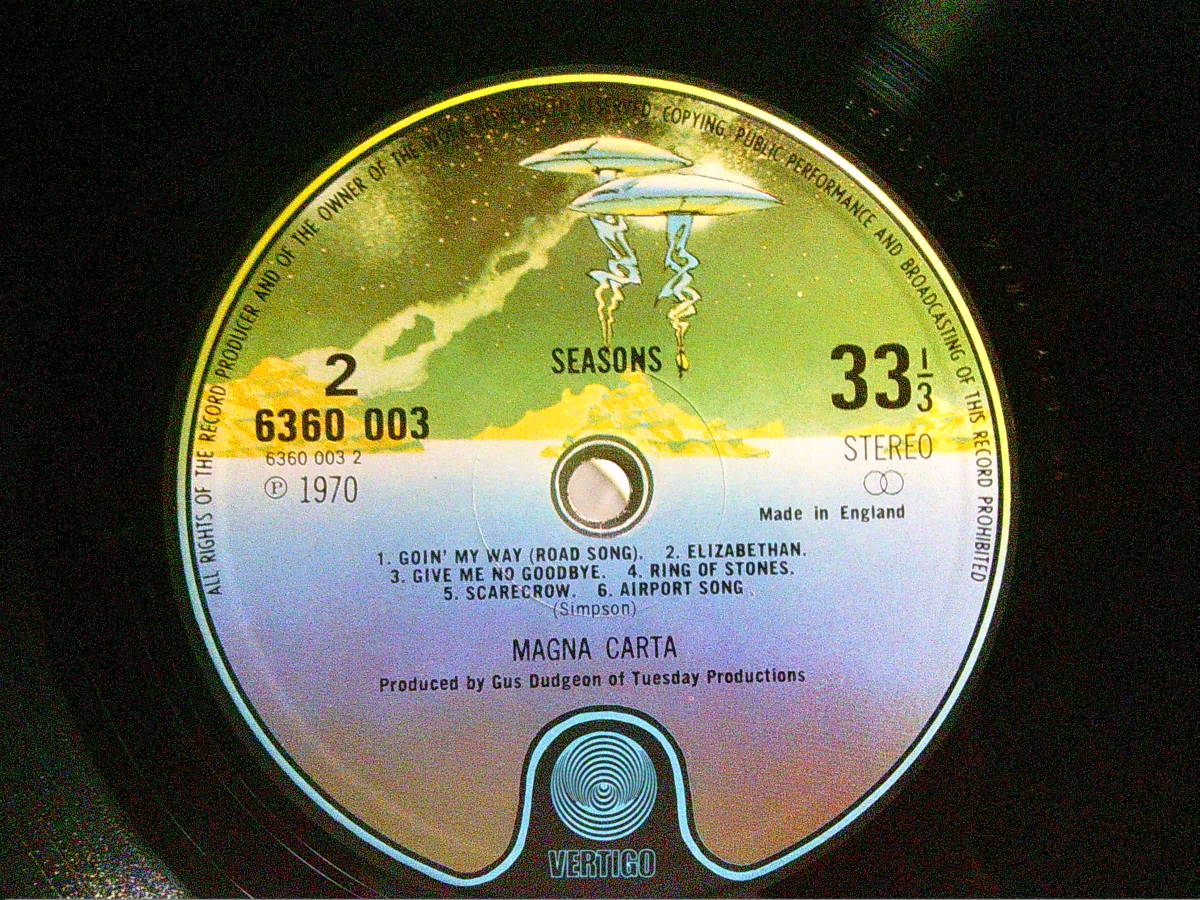 ALL RIGHTS OF THE RECORD PRODUCER AND OF THE OWNER OF THE WORK REPRODUCED RESERVED. COPYING, PUBLIC PERFORMANCE AND BROADCASTING OF THIS RECORD PROHIBITED
SEASONS
2
6360 003
6360 003 2
℗ 1970
33 1/3
STEREO
Made in England
1. GOIN' MY WAY (ROAD SONG). 2. ELIZABETHAN.
3. GIVE ME NO GOODBYE. 4. RING OF STONES.
5. SCARECROW. 6. AIRPORT SONG
(Simpson)
MAGNA CARTA
Produced by Gus Dudgeon of Tuesday Productions
VERTIGO